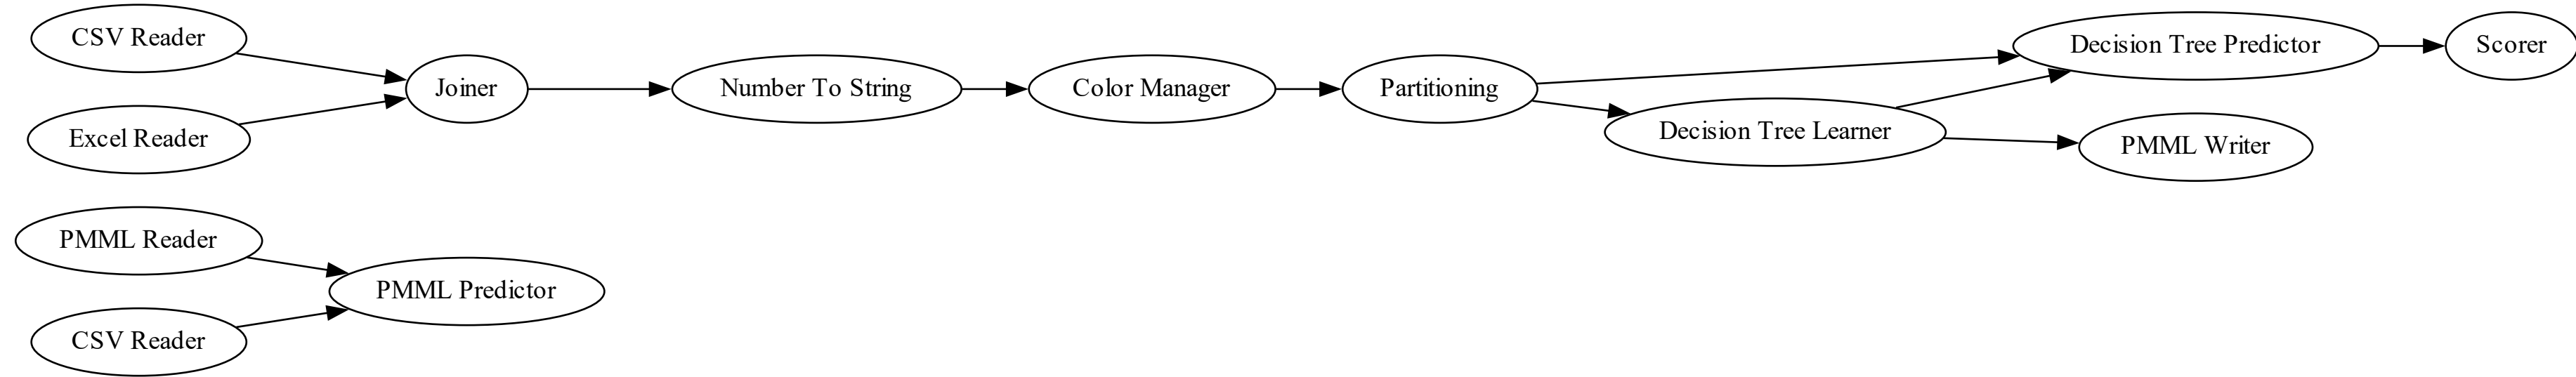 CSV Reader
Excel Reader
Joiner
Number To String
Color Manager
Partitioning
Decision Tree Predictor
Scorer
Decision Tree Learner
PMML Writer
PMML Reader
CSV Reader
PMML Predictor